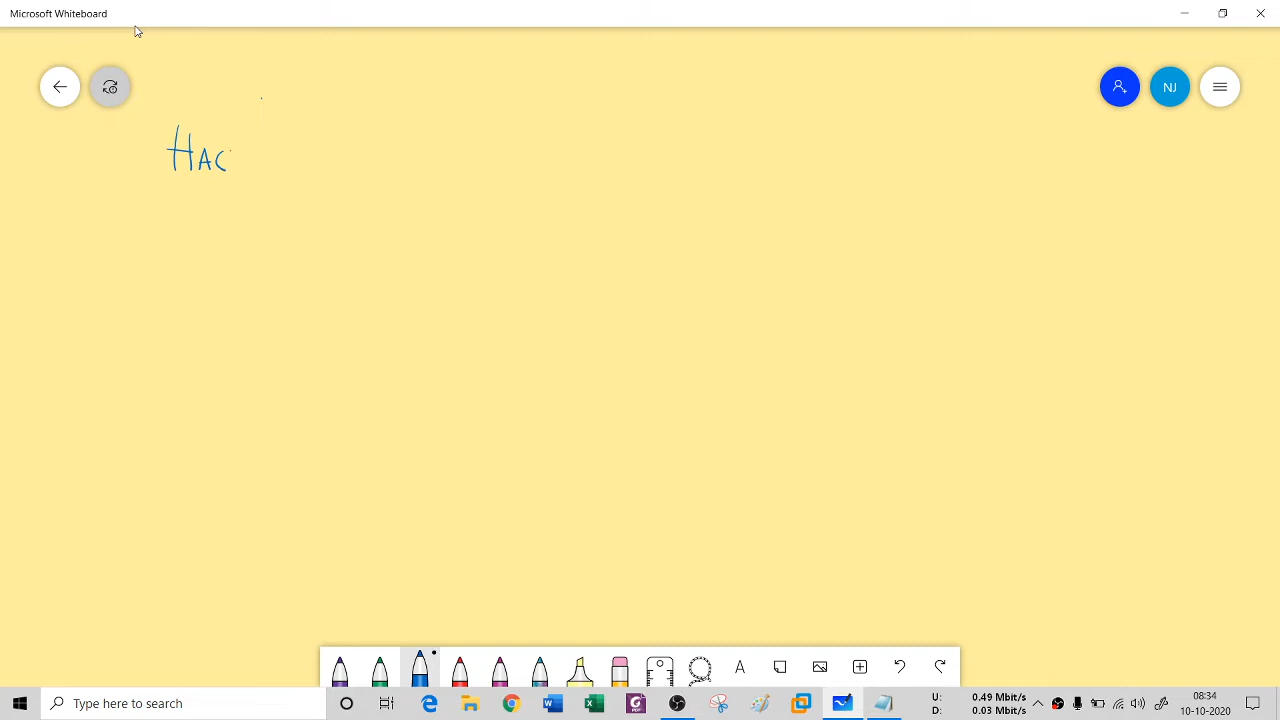 Microsoft Whiteboard
NJ
HAC
A
Type here to search
U: 0.49 Mbit/s
D: 0.03 Mbit/s
08:34
10-10-2020